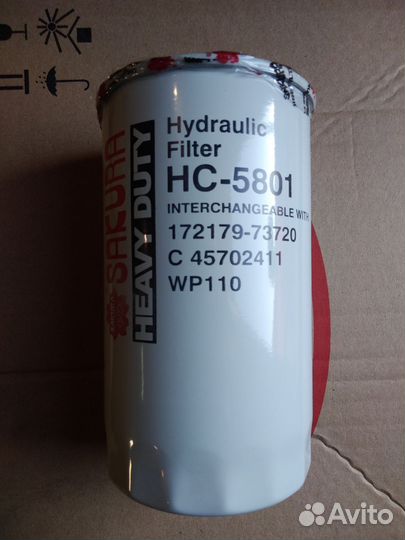 SAKURA
HEAVY DUTY
Hydraulic
Filter
HC-5801
INTERCHANGEABLE WITH
172179-73720
C 45702411
WP110
Avito